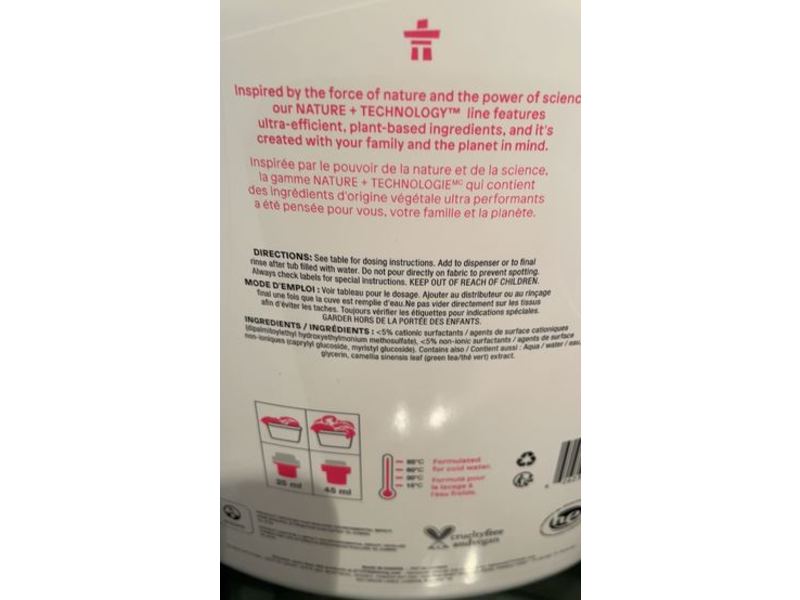 Inspired by the force of nature and the power of scienc
our NATURE + TECHNOLOGY™ line features
ultra-efficient, plant-based ingredients, and it's
created with your family and the planet in mind.
Inspirée par le pouvoir de la nature et de la science,
la gamme NATURE + TECHNOLOGIEᴹᶜ qui contient
des ingrédients d'origine végétale ultra performants
a été pensée pour vous, votre famille et la planète.
DIRECTIONS: See table for dosing instructions. Add to dispenser or to final
rinse after tub filled with water. Do not pour directly on fabric to prevent spotting.
Always check labels for special instructions. KEEP OUT OF REACH OF CHILDREN.
MODE D'EMPLOI : Voir tableau pour le dosage. Ajouter au distributeur ou au rinçage
final une fois que la cuve est remplie d'eau.Ne pas vider directement sur les tissus
afin d'éviter les taches. Toujours vérifier les étiquettes pour indications spéciales.
GARDER HORS DE LA PORTÉE DES ENFANTS.
INGREDIENTS / INGRÉDIENTS : <5% cationic surfactants / agents de surface cationiques
(dipalmitoylethyl hydroxyethylmonium methosulfate), <5% non-ionic surfactants / agents de surface
non-ioniques (caprylyl glucoside, myristyl glucoside). Contains also / Contient aussi : Aqua / water / eau,
glycerin, camellia sinensis leaf (green tea/thé vert) extract.
25 ml
45 ml
Formulated
for cold water.
Formule pour
le lavage à
l'eau froide.
crueltyfree
andvegan
he